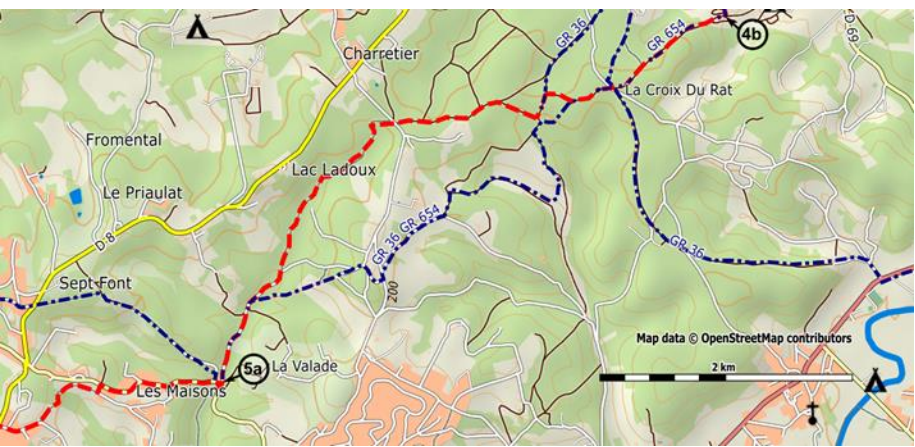 GR 36
GR 654
4b
D 69
Charretier
La Croix Du Rat
Fromental
Lac Ladoux
Le Priaulat
D 8
GR 36 GR 654
GR 36
Sept Font
200
Map data © OpenStreetMap contributors
5a
La Valade
2 km
Les Maisons